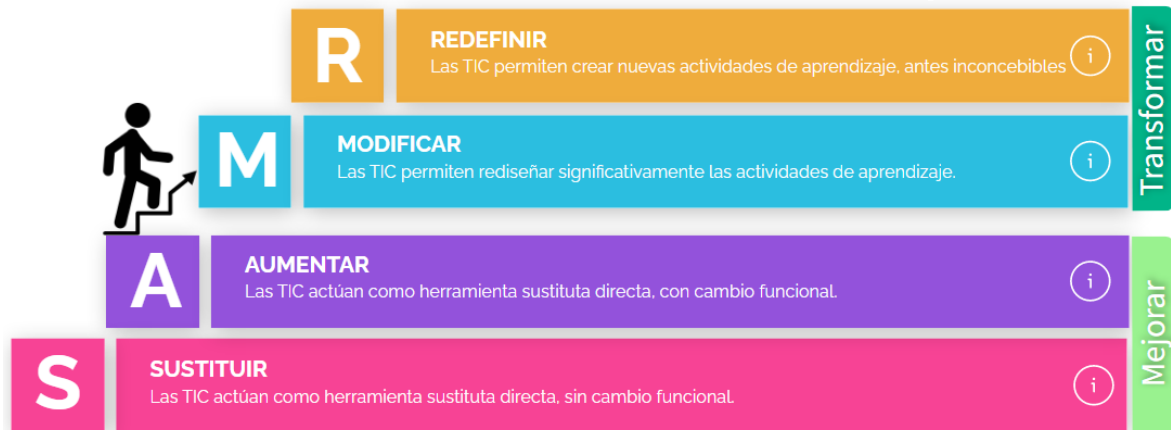 R
REDEFINIR
Las TIC permiten crear nuevas actividades de aprendizaje, antes inconcebibles
i
Transformar
M
MODIFICAR
Las TIC permiten rediseñar significativamente las actividades de aprendizaje.
i
A
AUMENTAR
Las TIC actúan como herramienta sustituta directa, con cambio funcional.
i
Mejorar
S
SUSTITUIR
Las TIC actúan como herramienta sustituta directa, sin cambio funcional.
i